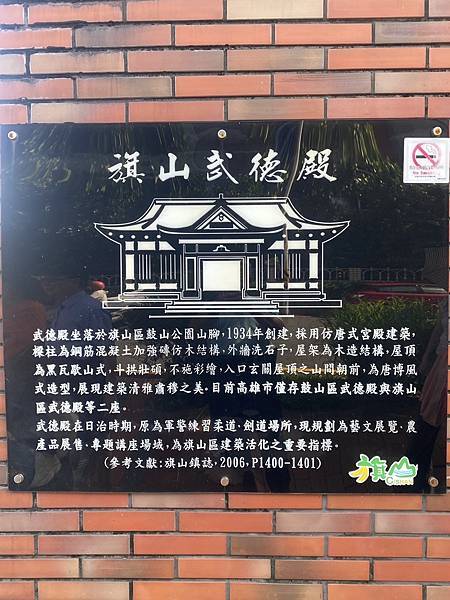 旗山武德殿
武德殿坐落於旗山區鼓山公園山腳,1934年創建,採用仿唐式宮殿建築,
樑柱為鋼筋混凝土加強磚仿木結構,外牆洗石子,屋架為木造結構,屋頂
為黑瓦歇山式,斗拱壯碩,不施彩繪,入口玄關屋頂之山門朝前,為唐博風
式造型,展現建築清雅肅穆之美.目前高雄市僅存鼓山區武德殿與旗山
區武德殿等二座。
武德殿在日治時期,原為軍警練習柔道、劍道場所,現規劃為藝文展覽、農
產品展售、專題講座場域,為旗山區建築活化之重要指標。
(參考文獻:旗山鎮誌,2006,P1400-1401)
旗山
CISHAN
No Smoking